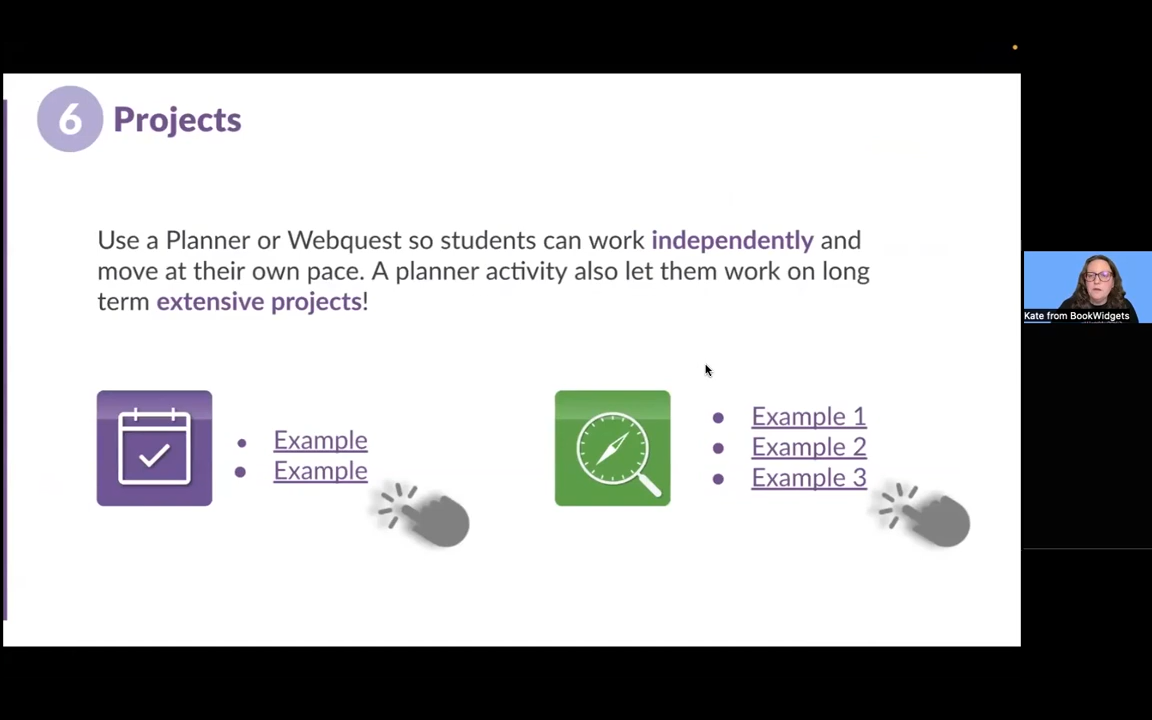 6 Projects
Use a Planner or Webquest so students can work independently and
move at their own pace. A planner activity also let them work on long
term extensive projects!
Example
Example
Example 1
Example 2
Example 3
Kate from BookWidgets